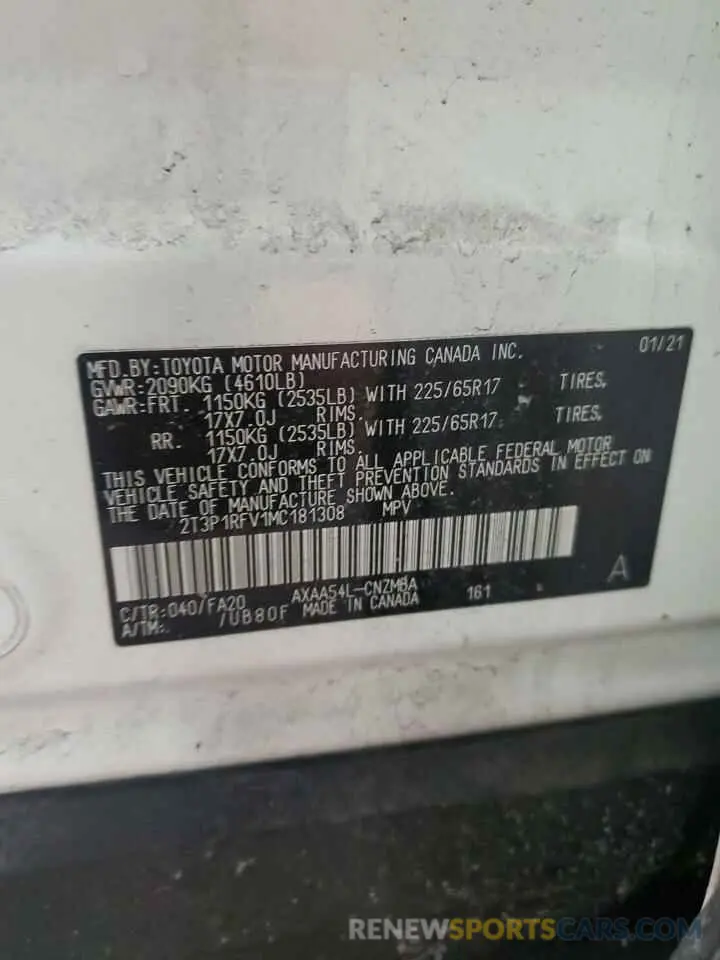 MFD.BY:TOYOTA MOTOR MANUFACTURING CANADA INC. 01/21
GVWR:2090KG (4610LB)
GAWR:FRT. 1150KG (2535LB) WITH 225/65R17 TIRES,
17X7.0J RIMS.
RR. 1150KG (2535LB) WITH 225/65R17 TIRES,
17X7.0J RIMS.
THIS VEHICLE CONFORMS TO ALL APPLICABLE FEDERAL MOTOR
VEHICLE SAFETY AND THEFT PREVENTION STANDARDS IN EFFECT ON
THE DATE OF MANUFACTURE SHOWN ABOVE.
2T3P1RFV1MC181308 MPV
C/TR:040/FA20 AXAA54L-CNZMBA 161 A
A/TM: /UB80F MADE IN CANADA
RENEWSPORTSCARS.COM